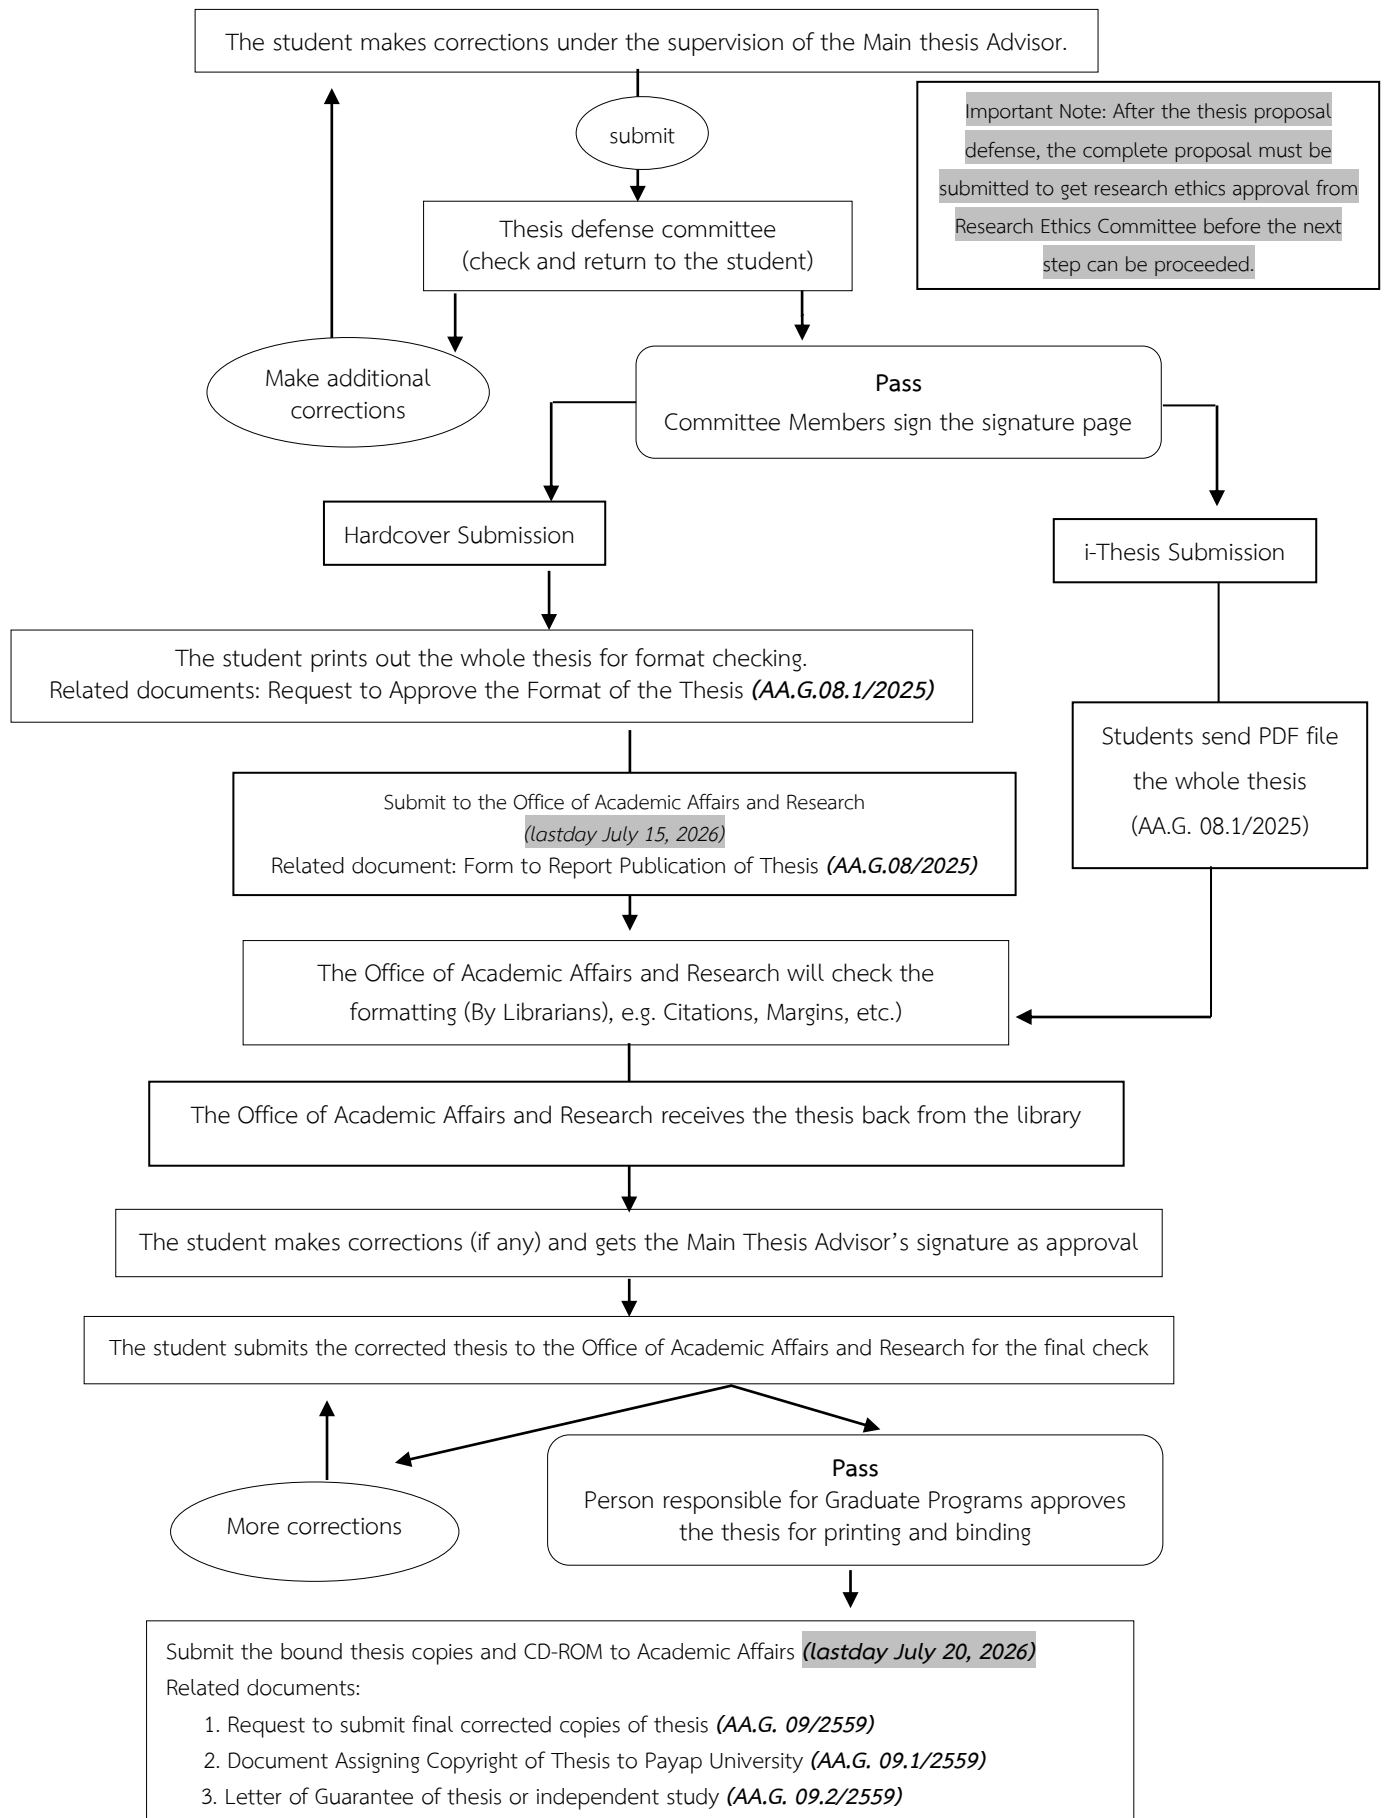 The student makes corrections under the supervision of the Main thesis Advisor.
submit
Important Note: After the thesis proposal
defense, the complete proposal must be
submitted to get research ethics approval from
Research Ethics Committee before the next
step can be proceeded.
Thesis defense committee
(check and return to the student)
Make additional
corrections
Pass
Committee Members sign the signature page
Hardcover Submission
i-Thesis Submission
The student prints out the whole thesis for format checking.
Related documents: Request to Approve the Format of the Thesis (AA.G.08.1/2025)
Students send PDF file
the whole thesis
(AA.G. 08.1/2025)
Submit to the Office of Academic Affairs and Research
(lastday July 15, 2026)
Related document: Form to Report Publication of Thesis (AA.G.08/2025)
The Office of Academic Affairs and Research will check the
formatting (By Librarians), e.g. Citations, Margins, etc.)
The Office of Academic Affairs and Research receives the thesis back from the library
The student makes corrections (if any) and gets the Main Thesis Advisor’s signature as approval
The student submits the corrected thesis to the Office of Academic Affairs and Research for the final check
More corrections
Pass
Person responsible for Graduate Programs approves
the thesis for printing and binding
Submit the bound thesis copies and CD-ROM to Academic Affairs (lastday July 20, 2026)
Related documents:
1. Request to submit final corrected copies of thesis (AA.G. 09/2559)
2. Document Assigning Copyright of Thesis to Payap University (AA.G. 09.1/2559)
3. Letter of Guarantee of thesis or independent study (AA.G. 09.2/2559)